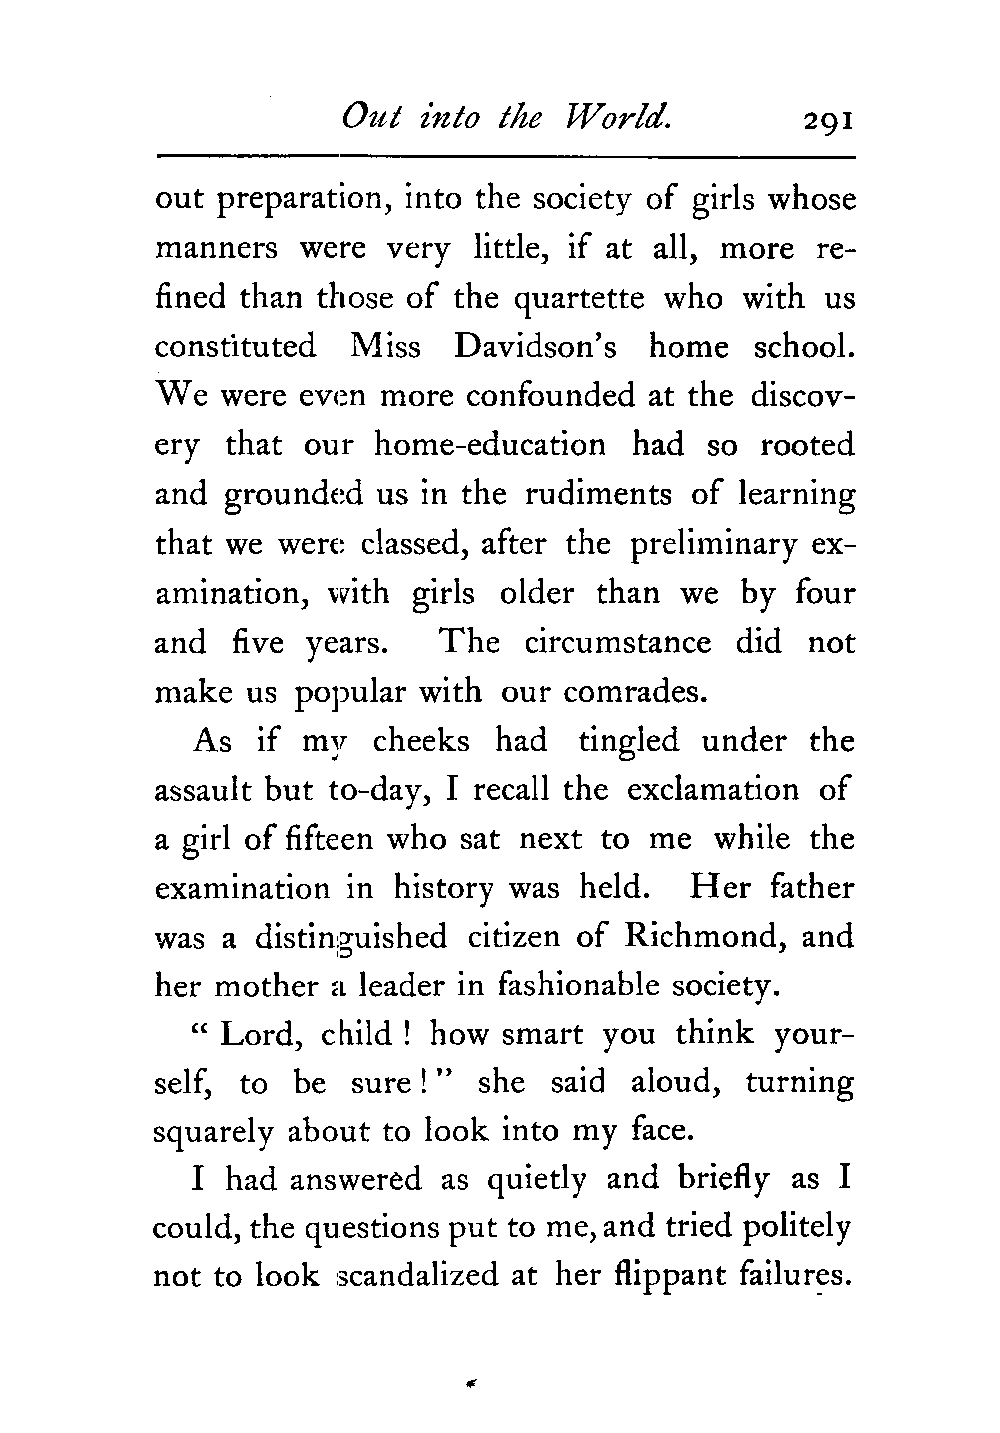 Out into the World. 291
out preparation, into the society of girls whose
manners were very little, if at all, more re-
fined than those of the quartette who with us
constituted Miss Davidson's home school.
We were even more confounded at the discov-
ery that our home-education had so rooted
and grounded us in the rudiments of learning
that we were classed, after the preliminary ex-
amination, with girls older than we by four
and five years. The circumstance did not
make us popular with our comrades.
As if my cheeks had tingled under the
assault but to-day, I recall the exclamation of
a girl of fifteen who sat next to me while the
examination in history was held. Her father
was a distinguished citizen of Richmond, and
her mother a leader in fashionable society.
“ Lord, child ! how smart you think your-
self, to be sure ! ” she said aloud, turning
squarely about to look into my face.
I had answered as quietly and briefly as I
could, the questions put to me, and tried politely
not to look scandalized at her flippant failures.